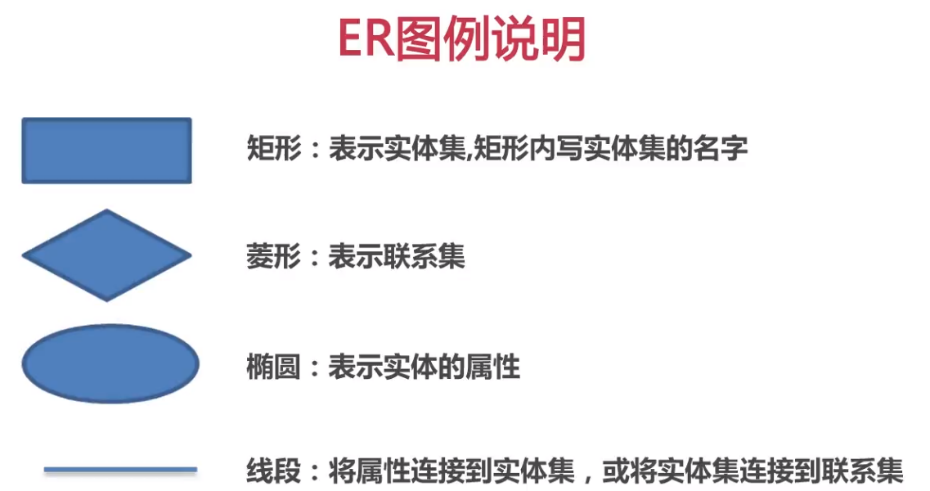 ER图例说明
矩形：表示实体集,矩形内写实体集的名字
菱形：表示联系集
椭圆：表示实体的属性
线段：将属性连接到实体集，或将实体集连接到联系集